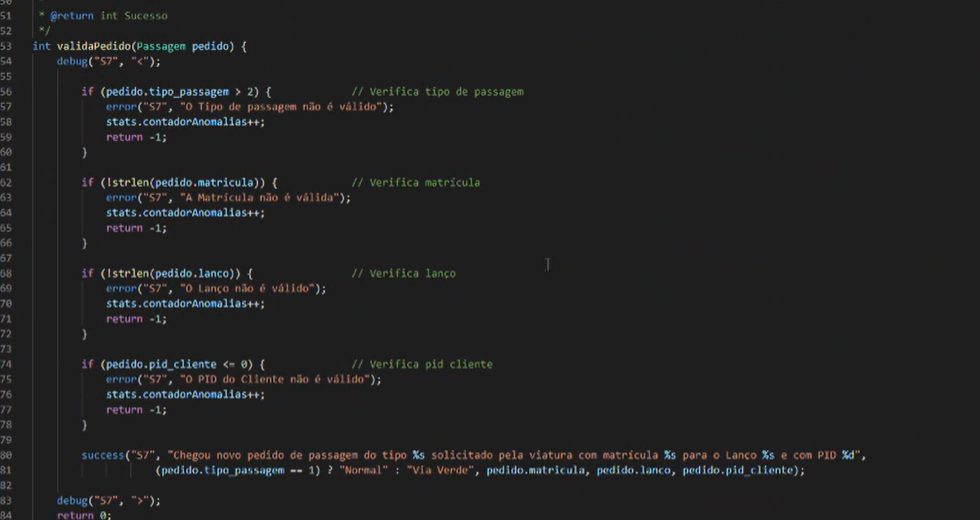 50 *
51 * @return int Sucesso
52 */
53 int validaPedido(Passagem pedido) {
54 debug("S7", "<");
55
56 if (pedido.tipo_passagem > 2) { // Verifica tipo de passagem
57 error("S7", "O Tipo de passagem não é válido");
58 stats.contadorAnomalias++;
59 return -1;
60 }
61
62 if (!strlen(pedido.matricula)) { // Verifica matrícula
63 error("S7", "A Matrícula não é válida");
64 stats.contadorAnomalias++;
65 return -1;
66 }
67
68 if (!strlen(pedido.lanco)) { // Verifica lanço
69 error("S7", "O Lanço não é válido");
70 stats.contadorAnomalias++;
71 return -1;
72 }
73
74 if (pedido.pid_cliente <= 0) { // Verifica pid cliente
75 error("S7", "O PID do Cliente não é válido");
76 stats.contadorAnomalias++;
77 return -1;
78 }
79
80 success("S7", "Chegou novo pedido de passagem do tipo %s solicitado pela viatura com matrícula %s para o Lanço %s e com PID %d",
81 (pedido.tipo_passagem == 1) ? "Normal" : "Via Verde", pedido.matricula, pedido.lanco, pedido.pid_cliente);
82
83 debug("S7", ">");
84 return 0;